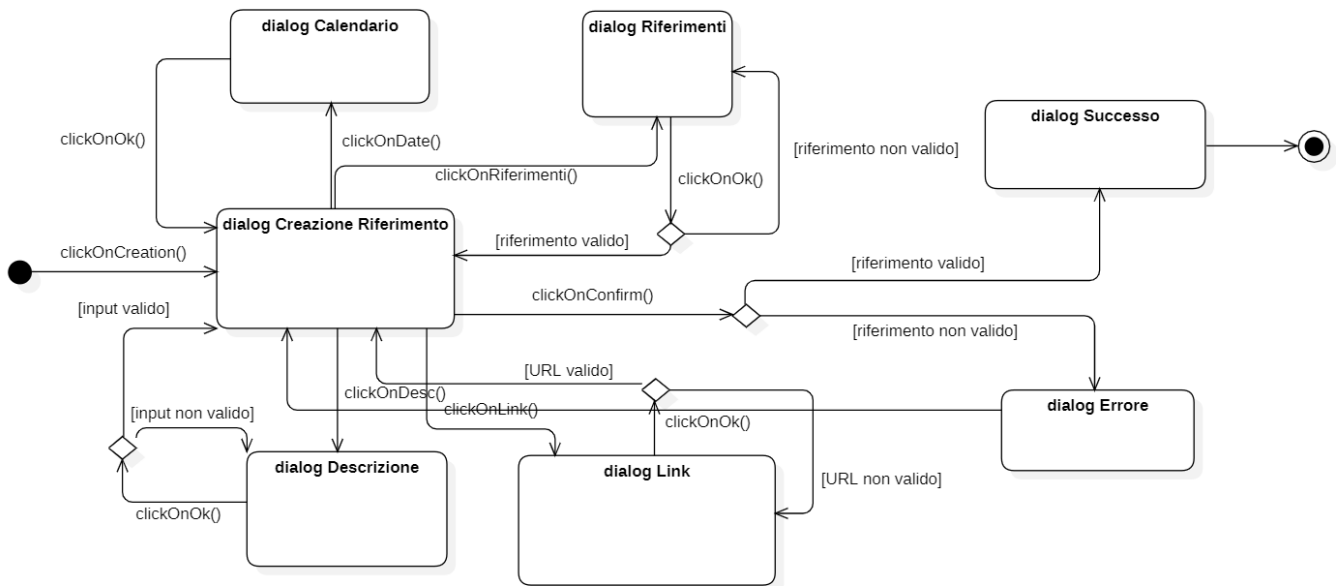 dialog Calendario
dialog Riferimenti
dialog Successo
clickOnOk()
clickOnDate()
[riferimento non valido]
clickOnRiferimenti()
clickOnOk()
dialog Creazione Riferimento
[riferimento valido]
clickOnCreation()
[riferimento valido]
clickOnConfirm()
[input valido]
[riferimento non valido]
[URL valido]
clickOnDesc()
dialog Errore
[input non valido]
clickOnLink()
clickOnOk()
dialog Descrizione
dialog Link
[URL non valido]
clickOnOk()